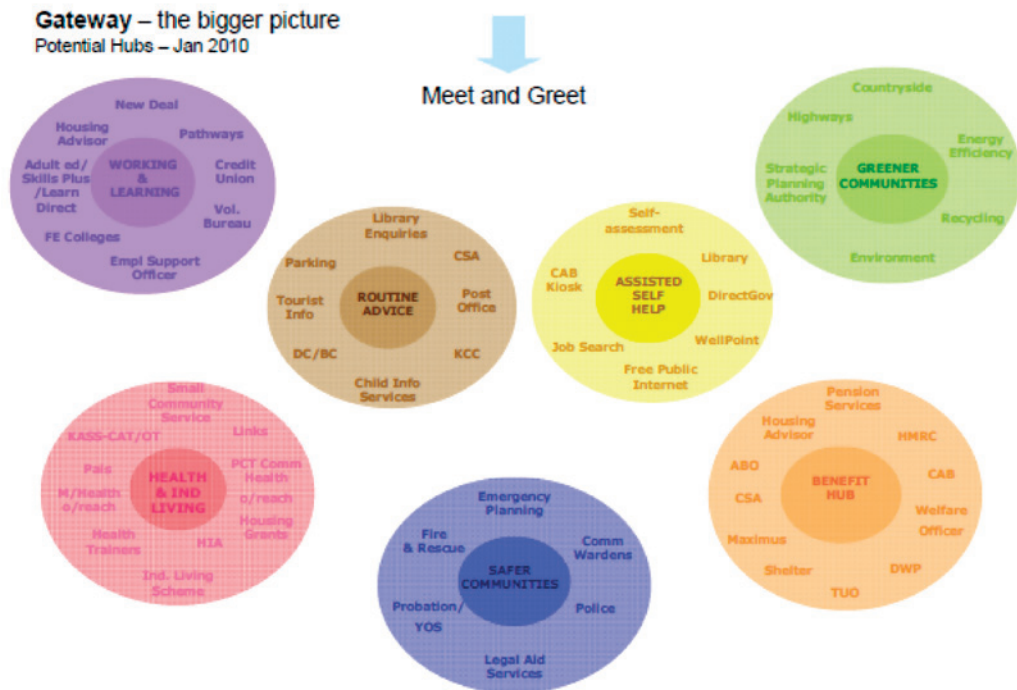 Gateway – the bigger picture
Potential Hubs – Jan 2010
Meet and Greet
New Deal
Housing
Advisor
Pathways
Adult ed/
Skills Plus
/Learn
Direct
WORKING
&
LEARNING
Credit
Union
Vol.
Bureau
FE Colleges
Empl Support
Officer
Countryside
Highways
Energy
Efficiency
Strategic
Planning
Authority
GREENER
COMMUNITIES
Recycling
Environment
Library
Enquiries
Parking
CSA
Tourist
Info
ROUTINE
ADVICE
Post
Office
DC/BC
KCC
Child Info
Services
Self-
assessment
CAB
Kiosk
Library
ASSISTED
SELF
HELP
DirectGov
Job Search
WellPoint
Free Public
Internet
Small
Community
Service
KASS-CAT/OT
Links
Pals
HEALTH
& IND
LIVING
PCT Comm
Health
M/Health
o/reach
o/reach
Housing
Grants
Health
Trainers
HIA
Ind. Living
Scheme
Emergency
Planning
Fire
& Rescue
Comm
Wardens
SAFER
COMMUNITIES
Probation/
YOS
Police
Legal Aid
Services
Pension
Services
Housing
Advisor
HMRC
ABO
BENEFIT
HUB
CAB
CSA
Welfare
Officer
Maximus
Shelter
DWP
TUO